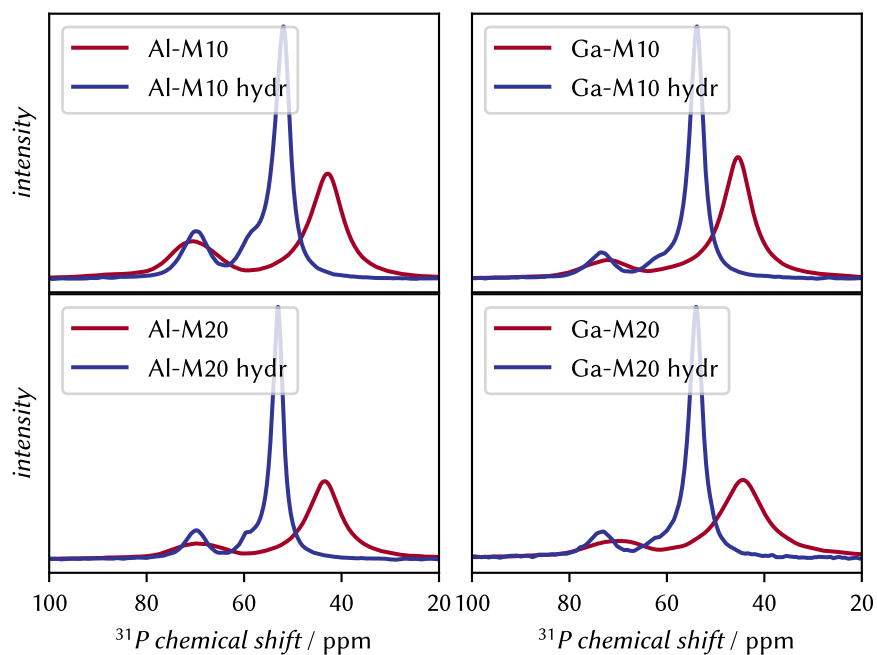 Al-M10
Al-M10 hydr
Ga-M10
Ga-M10 hydr
intensity
Al-M20
Al-M20 hydr
Ga-M20
Ga-M20 hydr
intensity
100 80 60 40 20 100 80 60 40 20
³¹P chemical shift / ppm ³¹P chemical shift / ppm